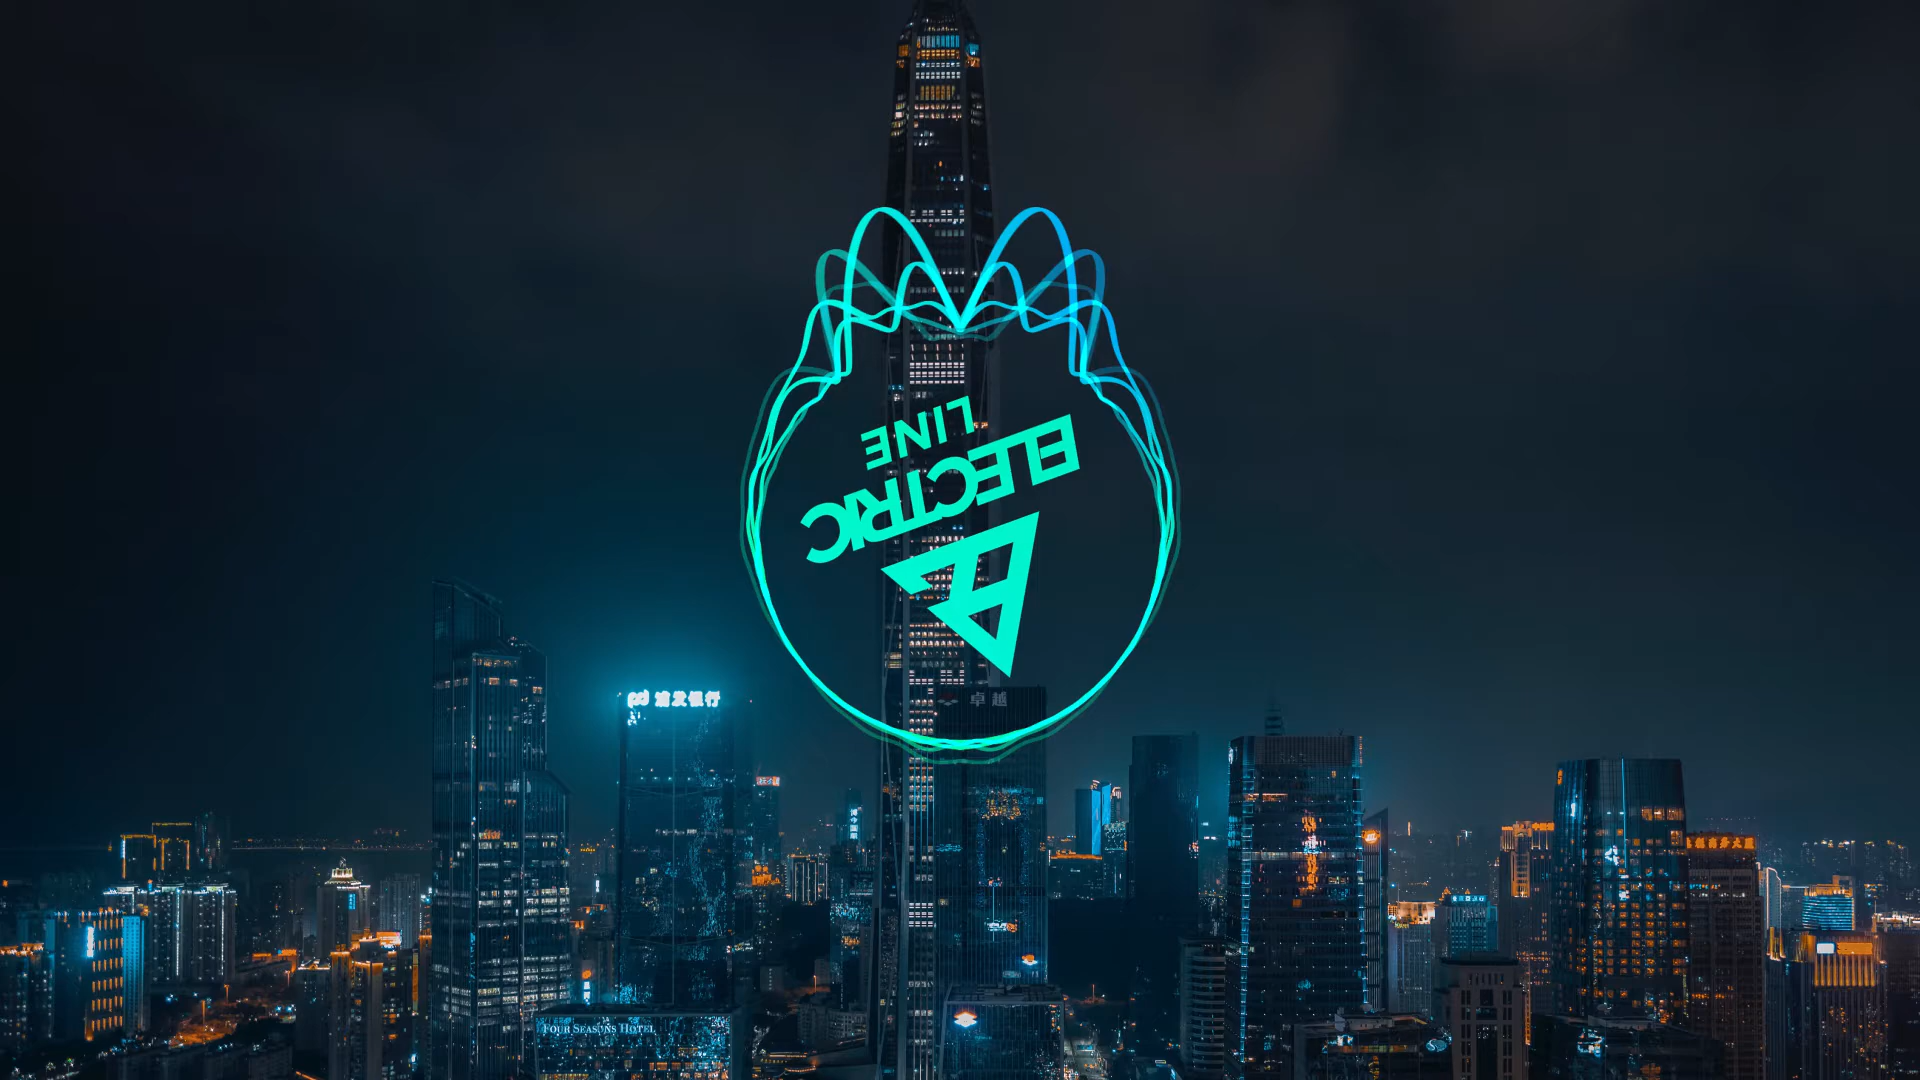 ELECTRIC
LINE
浦发银行
卓越
FOUR SEASONS HOTEL